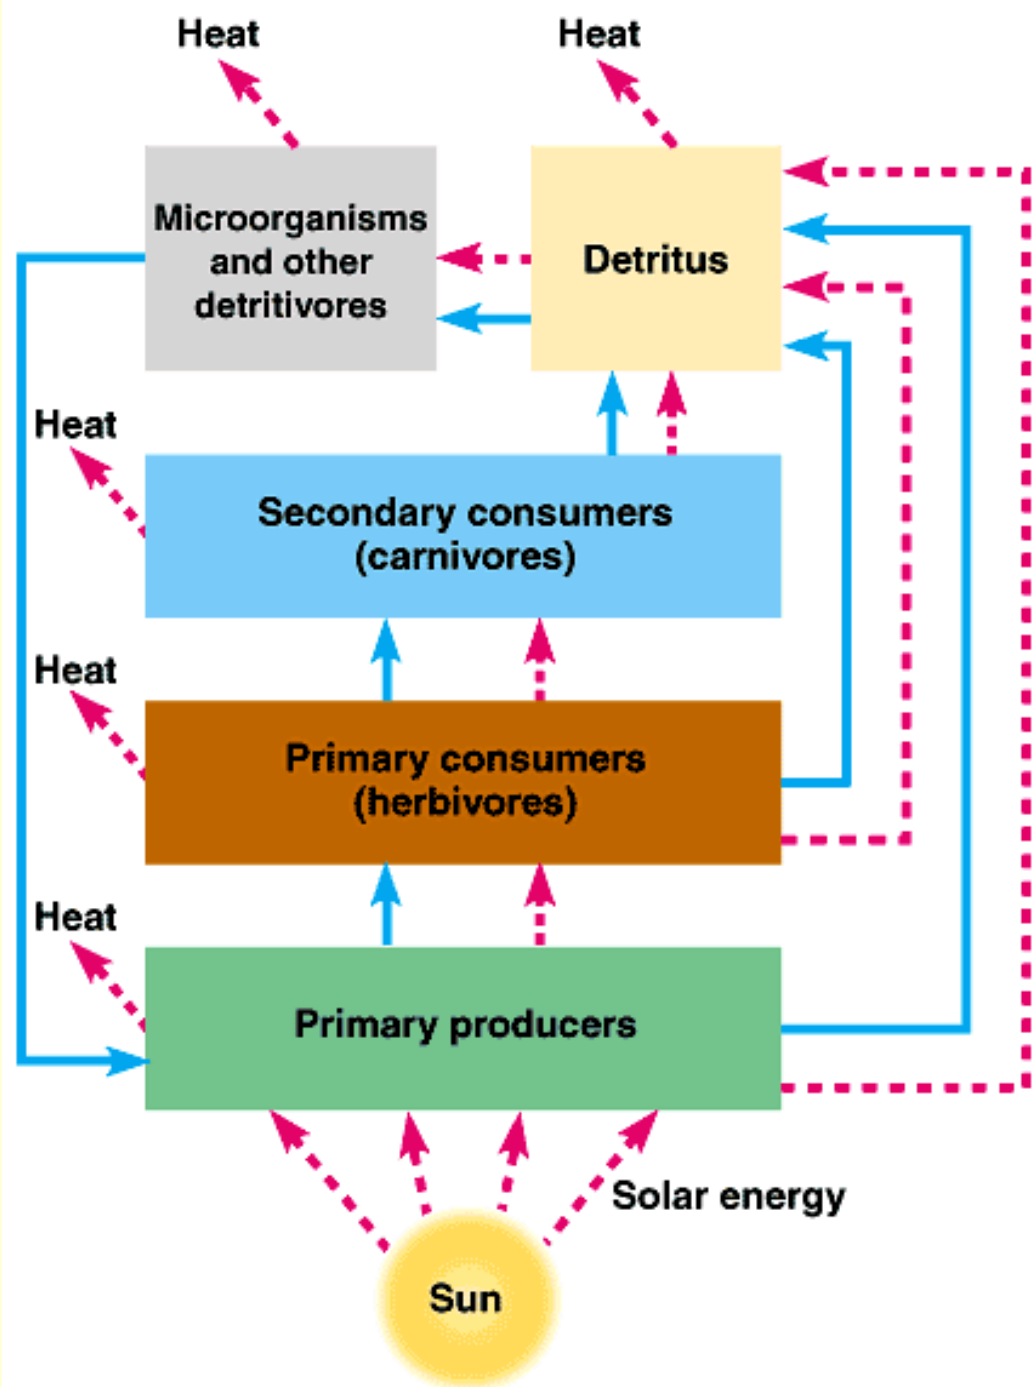 Heat
Heat
Microorganisms
and other
detritivores
Detritus
Heat
Secondary consumers
(carnivores)
Heat
Primary consumers
(herbivores)
Heat
Primary producers
Solar energy
Sun